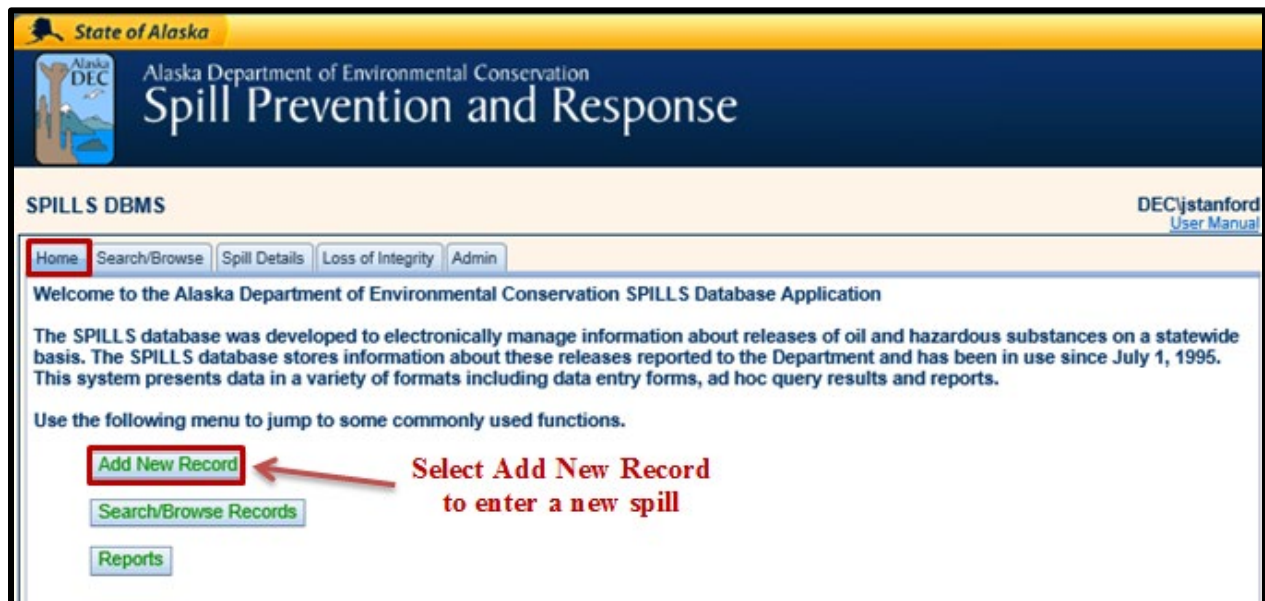 State of Alaska
Alaska
DEC
Alaska Department of Environmental Conservation
Spill Prevention and Response
SPILLS DBMS
DEC\jstanford
User Manual
Home Search/Browse Spill Details Loss of Integrity Admin
Welcome to the Alaska Department of Environmental Conservation SPILLS Database Application
The SPILLS database was developed to electronically manage information about releases of oil and hazardous substances on a statewide
basis. The SPILLS database stores information about these releases reported to the Department and has been in use since July 1, 1995.
This system presents data in a variety of formats including data entry forms, ad hoc query results and reports.
Use the following menu to jump to some commonly used functions.
Add New Record
Select Add New Record
to enter a new spill
Search/Browse Records
Reports